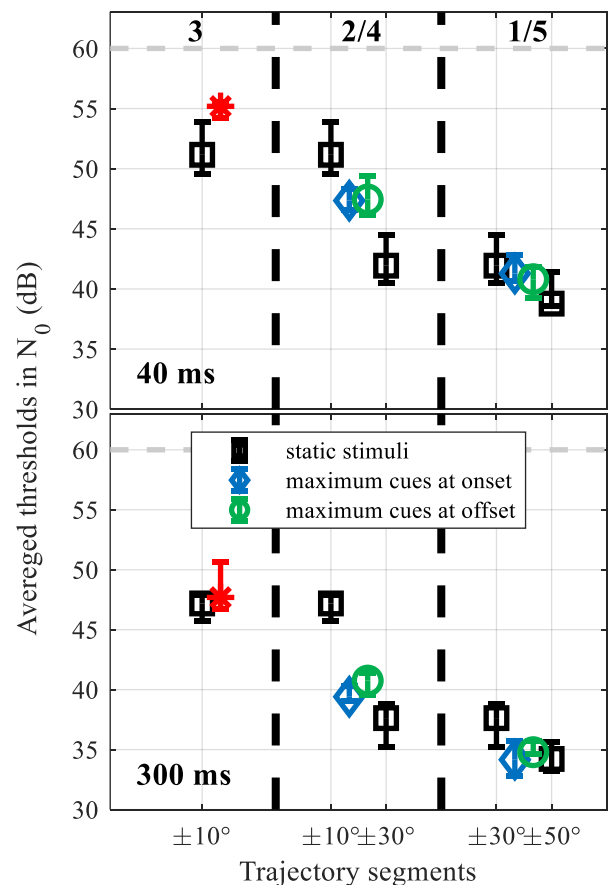 3 2/4 1/5
60
55
50
45
40
35
30
40 ms
Avereged thresholds in N0 (dB)
static stimuli
maximum cues at onset
maximum cues at offset
60
55
50
45
40
35
30
300 ms
±10° ±10°±30° ±30°±50°
Trajectory segments